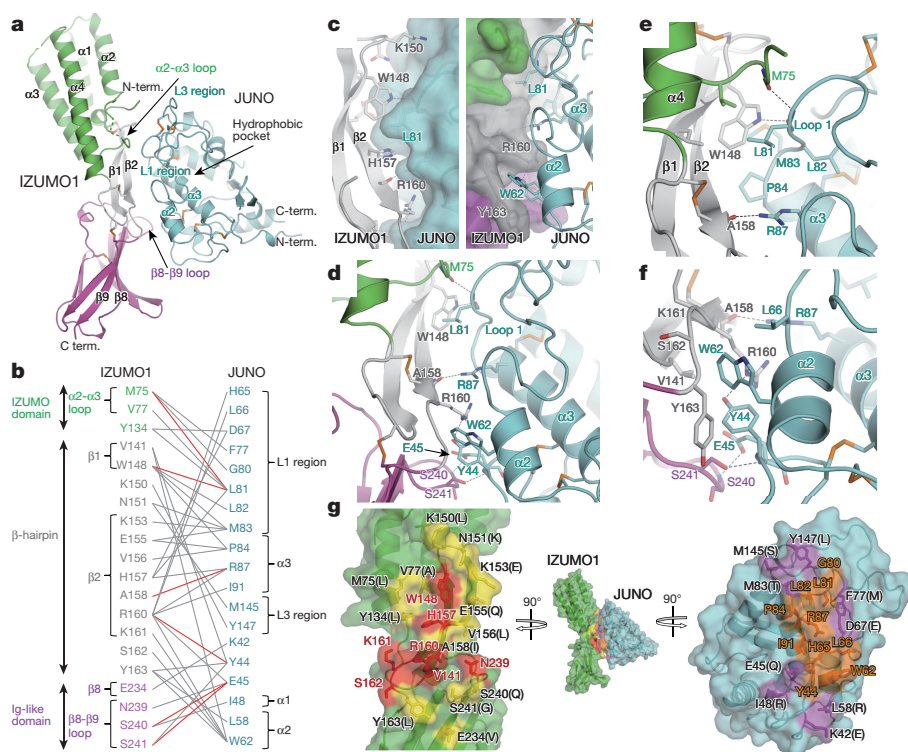 a
α1
α2
α3
α4
α2-α3 loop
N-term.
L3 region
JUNO
Hydrophobic
pocket
IZUMO1
β1
β2
L1 region
α2
α3
C-term.
N-term.
β8-β9 loop
β9
β8
C term.
b
IZUMO1
JUNO
IZUMO
domain
α2-α3
loop
β1
β-hairpin
β2
β8
Ig-like
domain
β8-β9
loop
M75
V77
Y134
V141
W148
K150
N151
K153
E155
V156
H157
A158
R160
K161
S162
Y163
E234
N239
S240
S241
H65
L66
D67
F77
G80
L81
L82
M83
P84
R87
I91
M145
Y147
K42
Y44
E45
I48
L58
W62
L1 region
α3
L3 region
α1
α2
c
K150
W148
L81
β1
β2
H157
R160
IZUMO1
JUNO
L81
α3
R160
α2
W62
Y163
IZUMO1
JUNO
d
M75
W148
L81
Loop 1
A158
R87
R160
W62
α3
E45
Y44
α2
S240
S241
e
M75
α4
Loop 1
W148
L81
β1
β2
M83
L82
P84
A158
R87
α3
f
K161
A158
L66
R87
S162
W62
R160
α2
V141
α3
Y163
Y44
E45
S241
S240
g
K150(L)
IZUMO1
N151(K)
K153(E)
M75(L)
V77(A)
W148
H157
E155(Q)
Y134(L)
V156(L)
K161
R160
A158(I)
N239
S162
V141
S240(Q)
S241(G)
Y163(L)
E234(V)
90°
JUNO
90°
Y147(L)
M145(S)
G80
M83(T)
L82
L81
F77(M)
P84
R87
D67(E)
I91
H65
L66
E45(Q)
W62
Y44
I48(R)
L58(R)
K42(E)